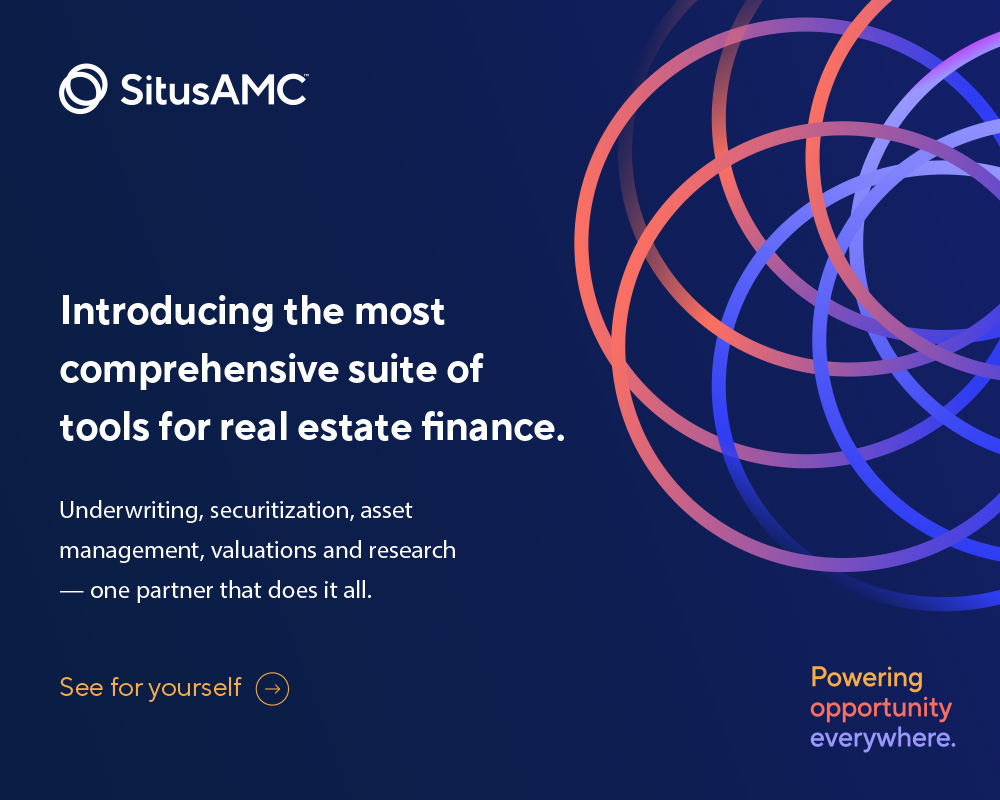 SitusAMC™
Introducing the most
comprehensive suite of
tools for real estate finance.
Underwriting, securitization, asset
management, valuations and research
— one partner that does it all.
See for yourself
Powering
opportunity
everywhere.